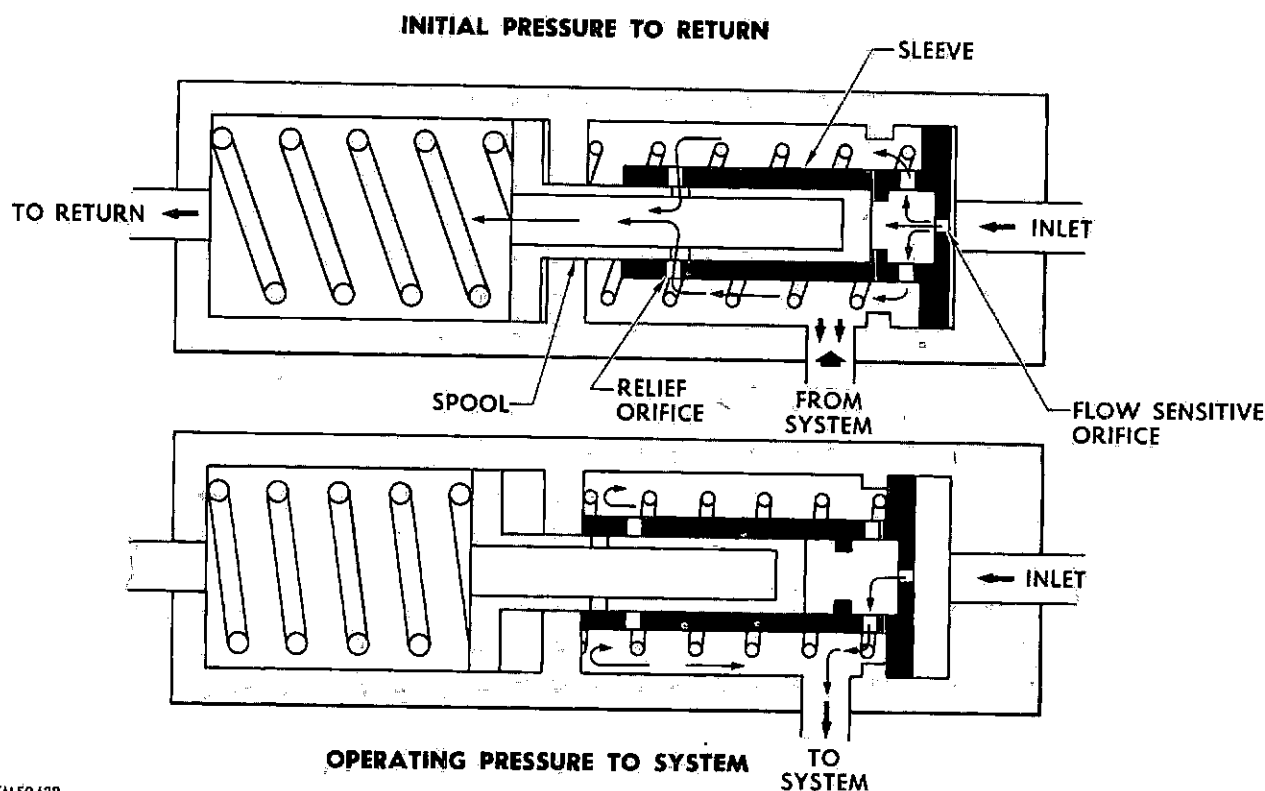 INITIAL PRESSURE TO RETURN
SLEEVE
TO RETURN
INLET
SPOOL
RELIEF
ORIFICE
FROM
SYSTEM
FLOW SENSITIVE
ORIFICE
INLET
OPERATING PRESSURE TO SYSTEM
TO
SYSTEM